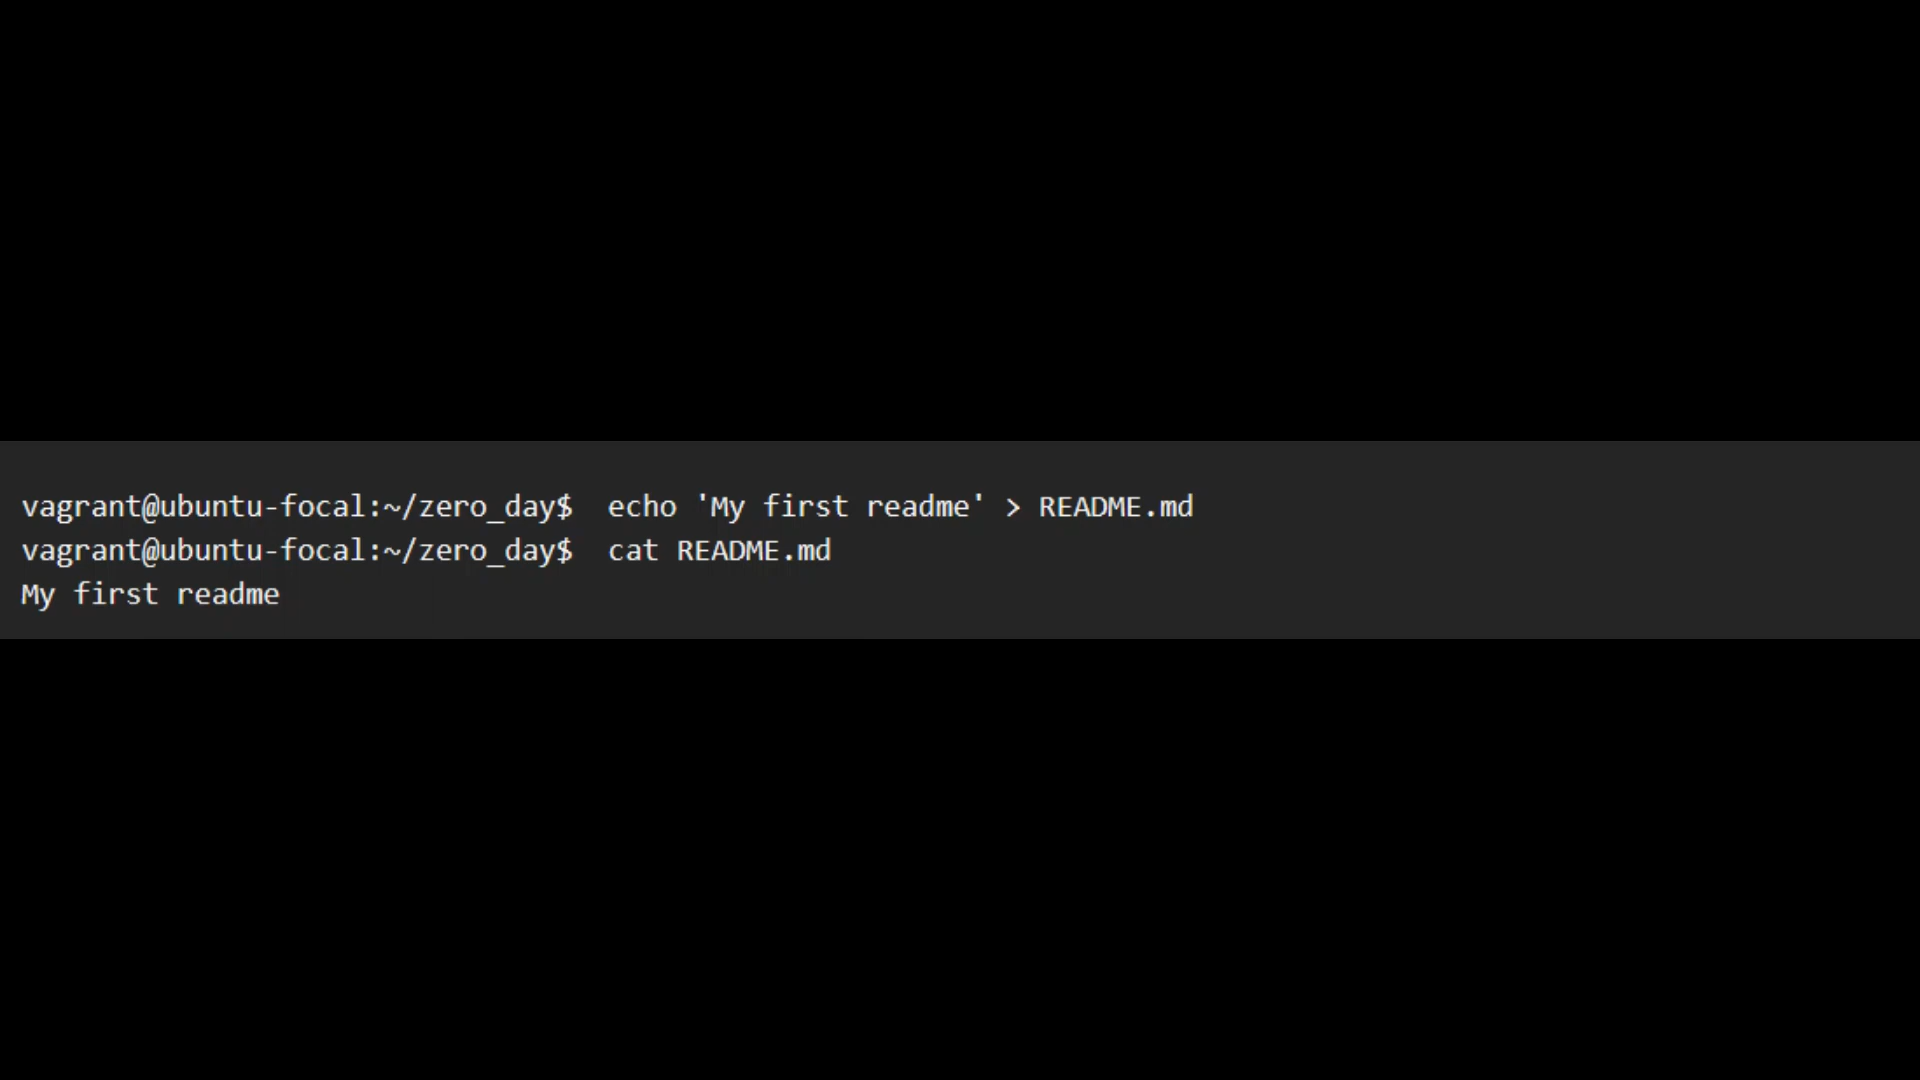 vagrant@ubuntu-focal:~/zero_day$  echo 'My first readme' > README.md
vagrant@ubuntu-focal:~/zero_day$  cat README.md
My first readme